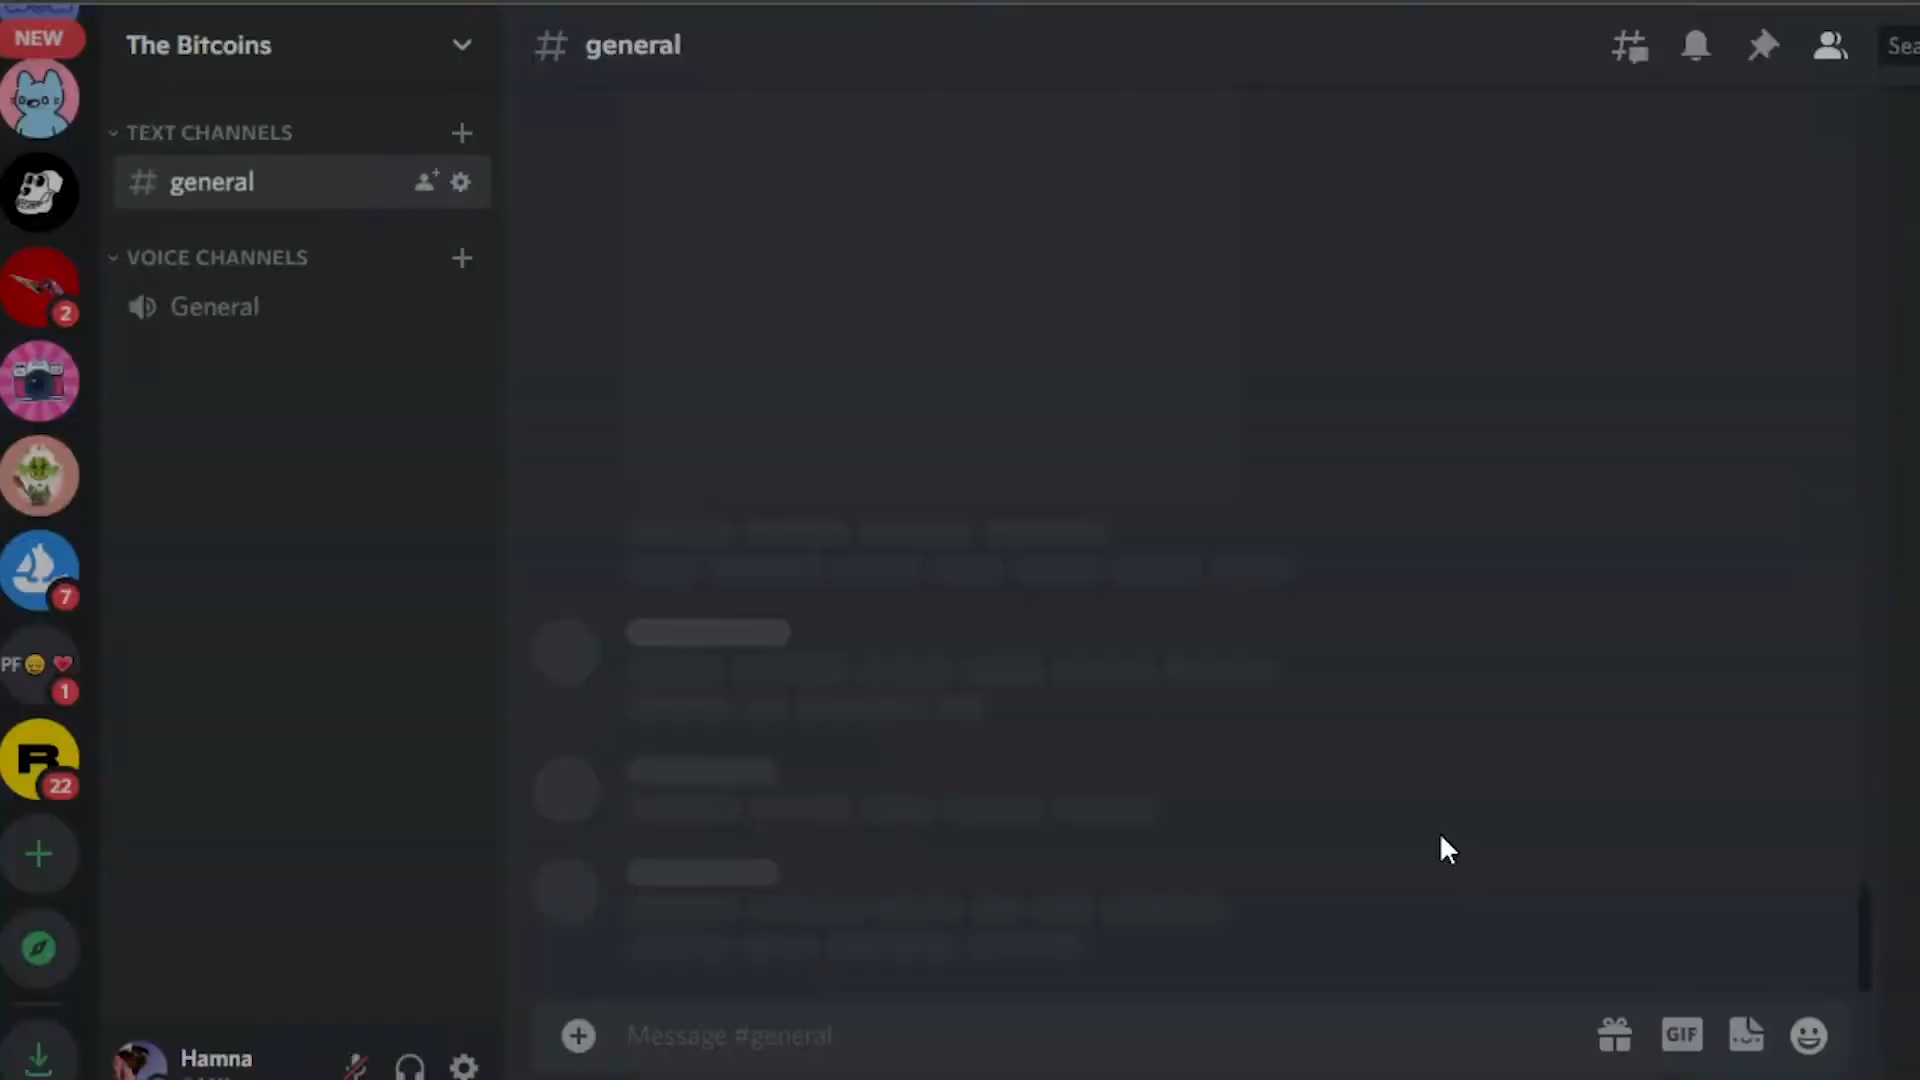 NEW
The Bitcoins
general
Sea
TEXT CHANNELS
general
VOICE CHANNELS
General
2
7
PF
1
R
22
Message #general
GIF
Hamna